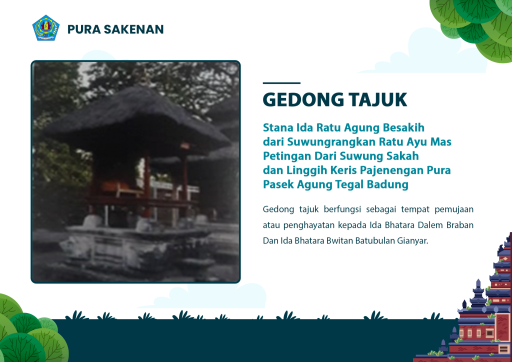 PURA SAKENAN
GEDONG TAJUK
Stana Ida Ratu Agung Besakih
dari Suwungrangkan Ratu Ayu Mas
Petingan Dari Suwung Sakah
dan Linggih Keris Pajenengan Pura
Pasek Agung Tegal Badung
Gedong tajuk berfungsi sebagai tempat pemujaan
atau penghayatan kepada Ida Bhatara Dalem Braban
Dan Ida Bhatara Bwitan Batubulan Gianyar.